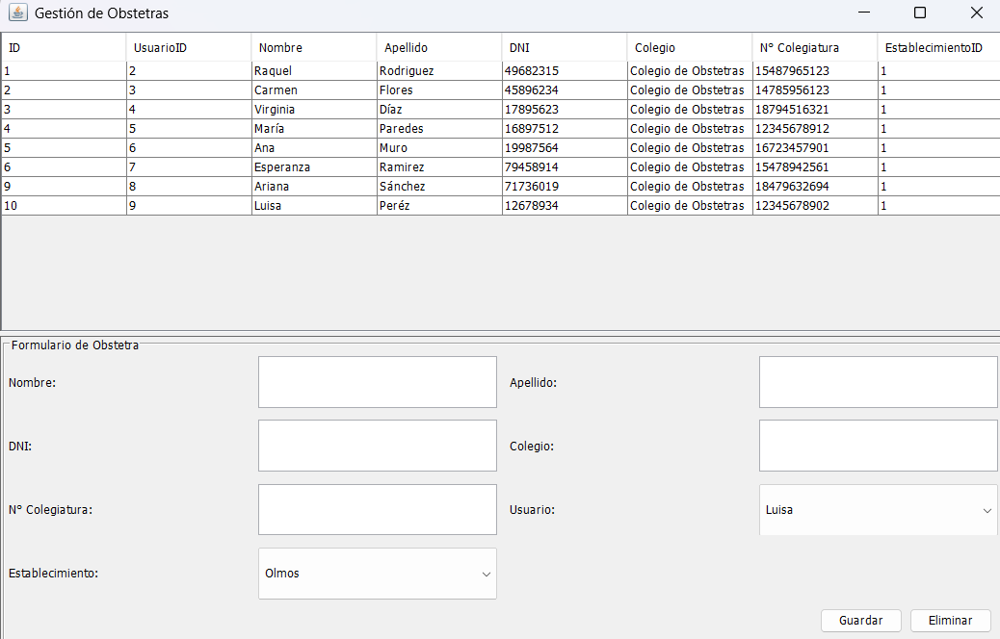 Gestión de Obstetras
ID UsuarioID Nombre Apellido DNI Colegio N° Colegiatura EstablecimientoID
1 2 Raquel Rodriguez 49682315 Colegio de Obstetras 15487965123 1
2 3 Carmen Flores 45896234 Colegio de Obstetras 14785956123 1
3 4 Virginia Díaz 17895623 Colegio de Obstetras 18794516321 1
4 5 María Paredes 16897512 Colegio de Obstetras 12345678912 1
5 6 Ana Muro 19987564 Colegio de Obstetras 16723457901 1
6 7 Esperanza Ramirez 79458914 Colegio de Obstetras 15478942561 1
9 8 Ariana Sánchez 71736019 Colegio de Obstetras 18479632694 1
10 9 Luisa Peréz 12678934 Colegio de Obstetras 12345678902 1
Formulario de Obstetra
Nombre: Apellido:
DNI: Colegio:
N° Colegiatura: Usuario: Luisa
Establecimiento: Olmos
Guardar Eliminar